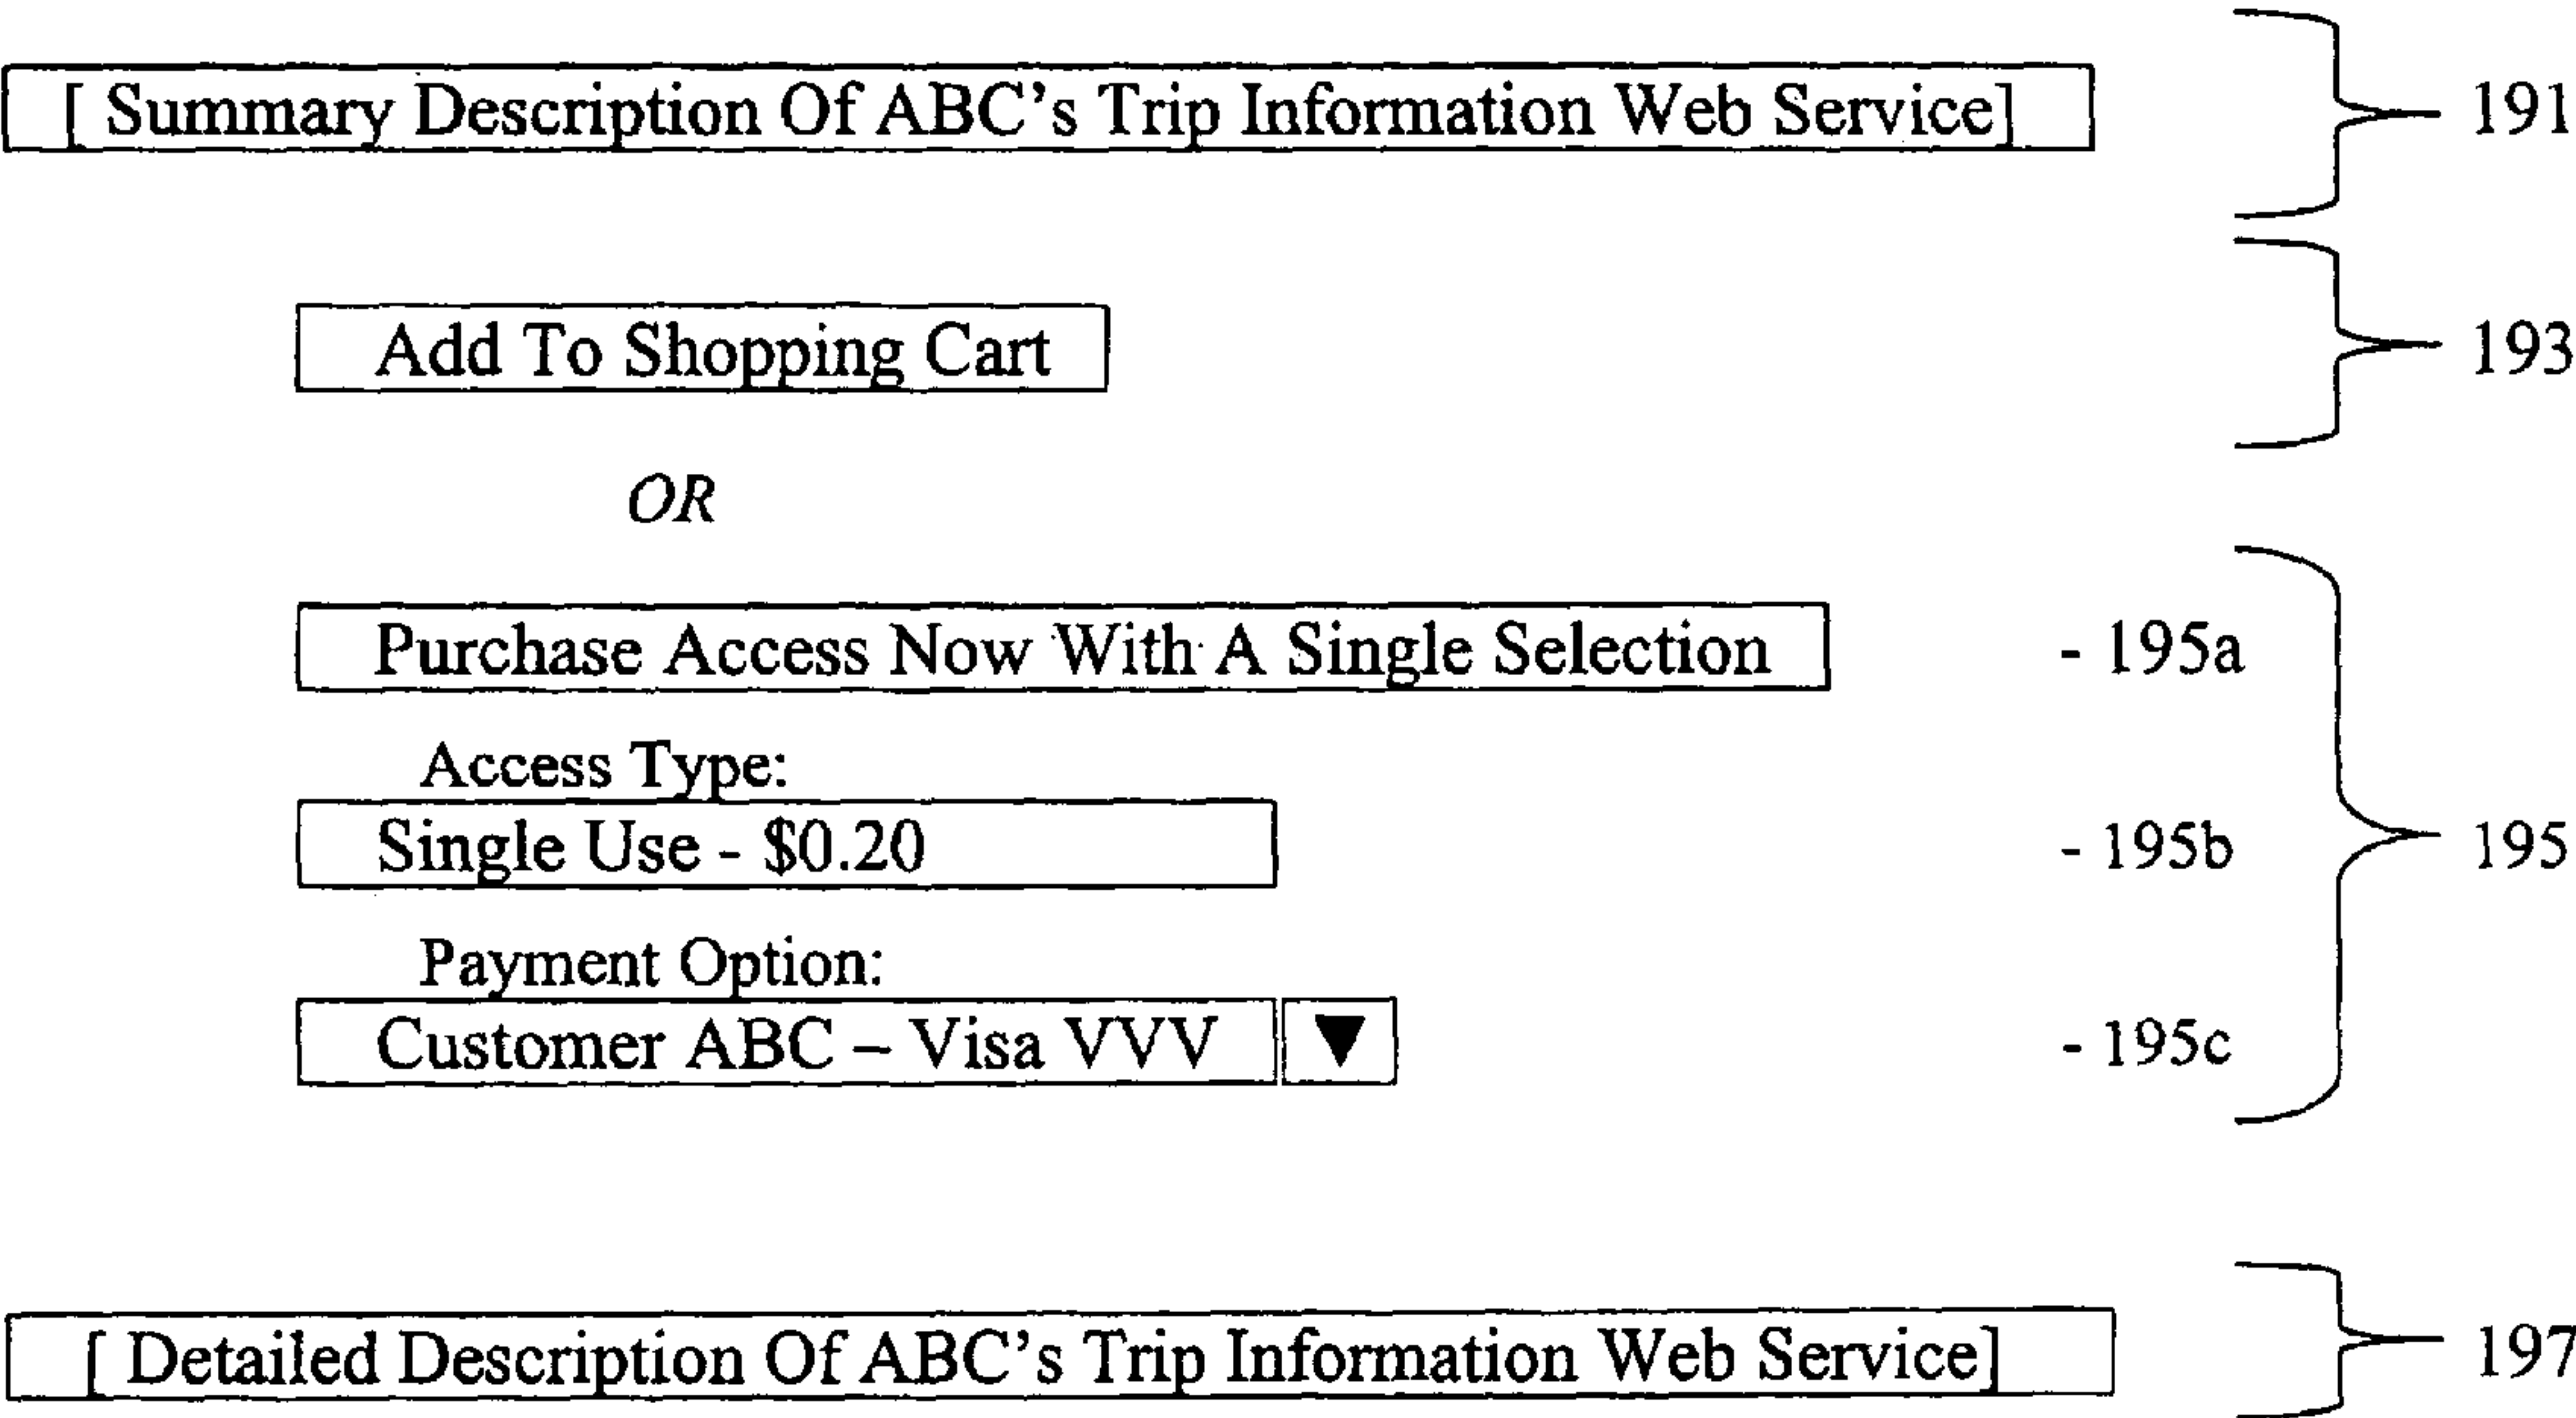 [ Summary Description Of ABC's Trip Information Web Service] 191
Add To Shopping Cart 193
OR
Purchase Access Now With A Single Selection - 195a
Access Type:
Single Use - $0.20 - 195b 195
Payment Option:
Customer ABC – Visa VVV ▼ - 195c
[ Detailed Description Of ABC's Trip Information Web Service] 197